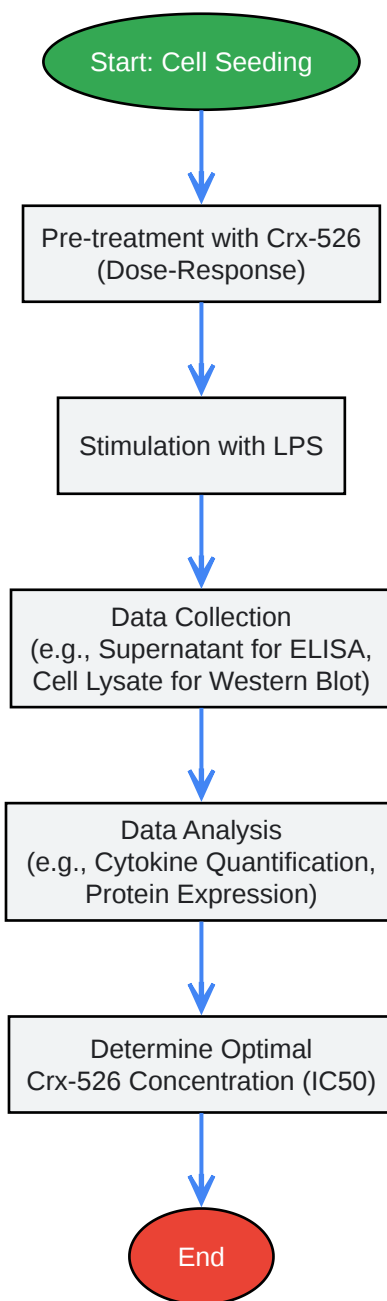 Start: Cell Seeding
Pre-treatment with Crx-526
(Dose-Response)
Stimulation with LPS
Data Collection
(e.g., Supernatant for ELISA,
Cell Lysate for Western Blot)
Data Analysis
(e.g., Cytokine Quantification,
Protein Expression)
Determine Optimal
Crx-526 Concentration (IC50)
End